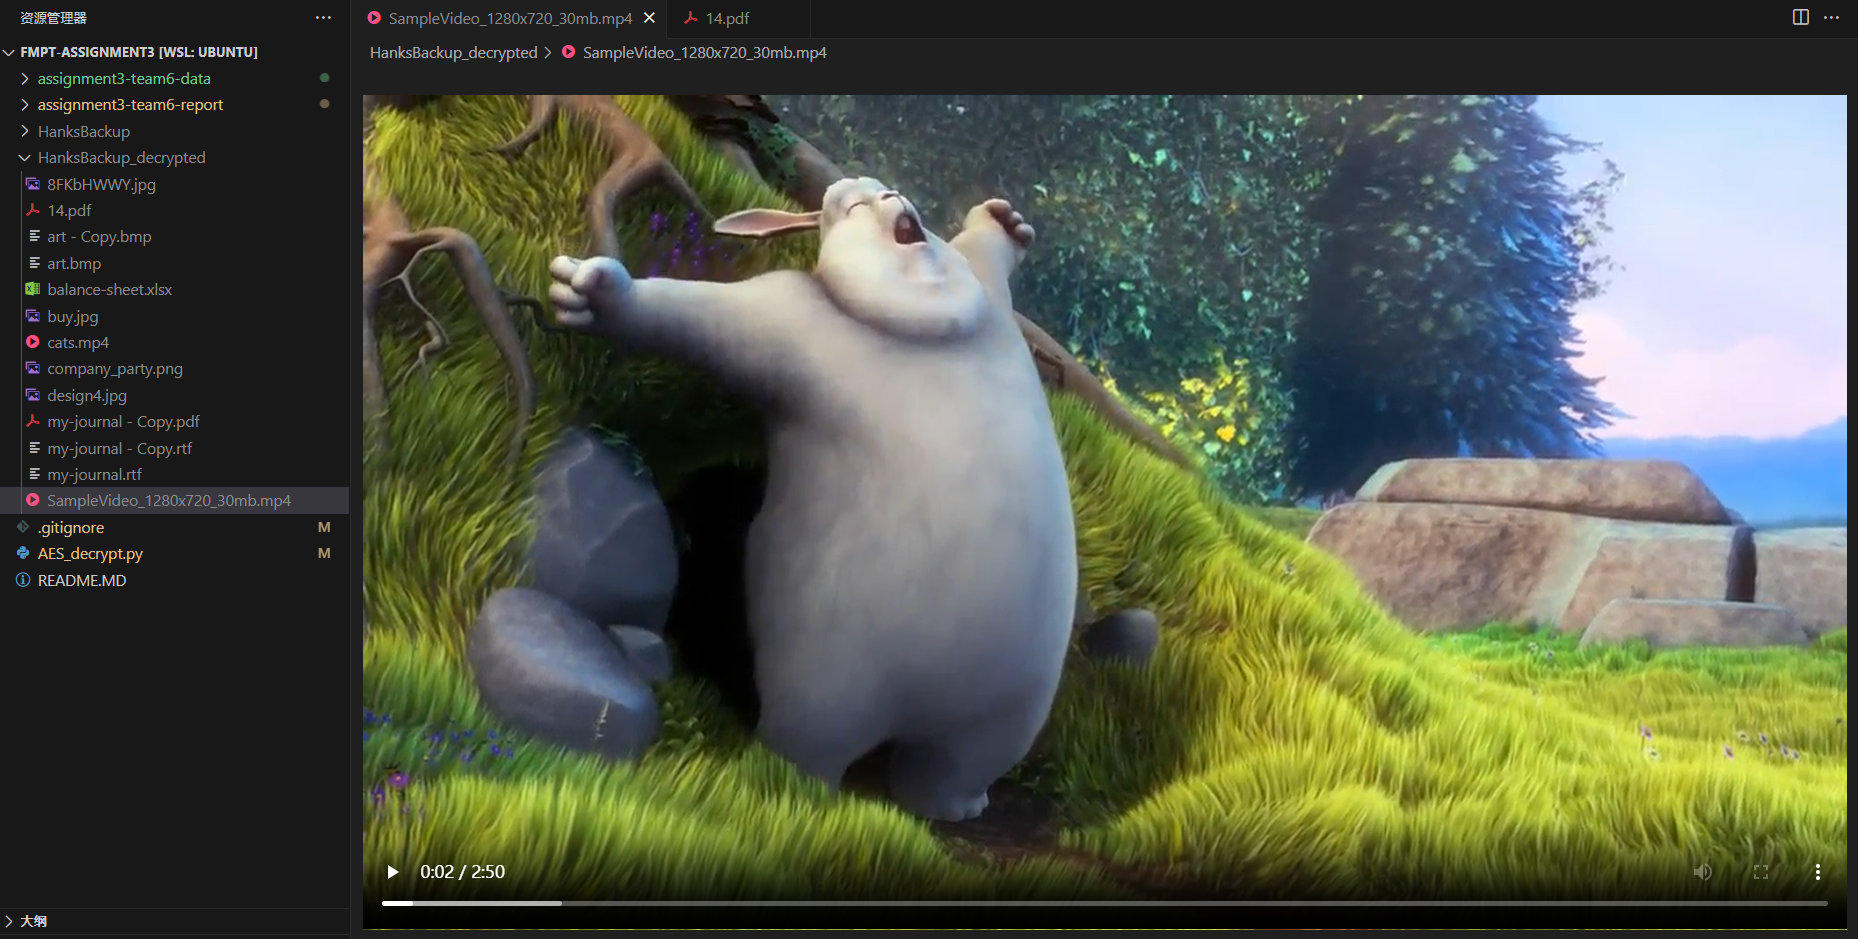 资源管理器
FMPT-ASSIGNMENT3 [WSL: UBUNTU]
assignment3-team6-data
assignment3-team6-report
HanksBackup
HanksBackup_decrypted
8FKbHWWY.jpg
14.pdf
art - Copy.bmp
art.bmp
balance-sheet.xlsx
buy.jpg
cats.mp4
company_party.png
design4.jpg
my-journal - Copy.pdf
my-journal - Copy.rtf
my-journal.rtf
SampleVideo_1280x720_30mb.mp4
.gitignore M
AES_decrypt.py M
README.MD
大纲
SampleVideo_1280x720_30mb.mp4
14.pdf
HanksBackup_decrypted > SampleVideo_1280x720_30mb.mp4
0:02 / 2:50